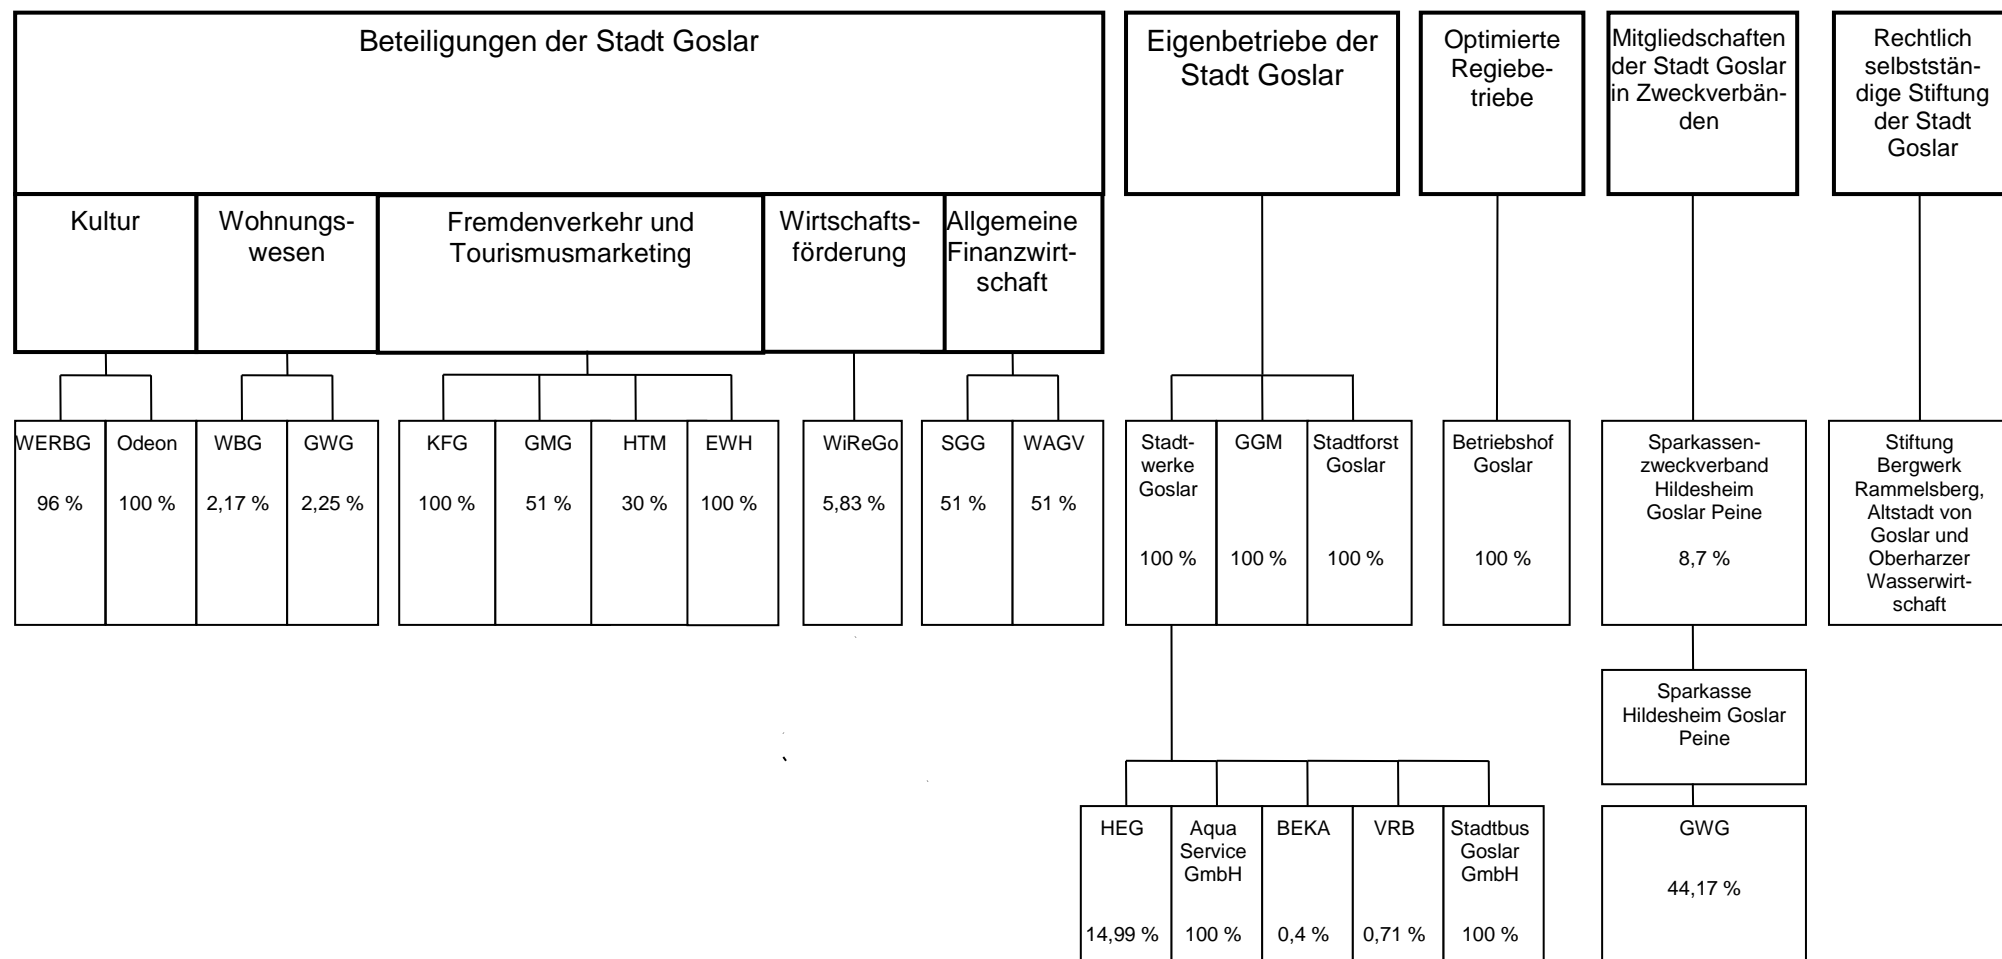 Beteiligungen der Stadt Goslar
Eigenbetriebe der
Stadt Goslar
Optimierte
Regiebe-
triebe
Mitgliedschaften
der Stadt Goslar
in Zweckverbän-
den
Rechtlich
selbststän-
dige Stiftung
der Stadt
Goslar
Kultur
Wohnungs-
wesen
Fremdenverkehr und
Tourismusmarketing
Wirtschafts-
förderung
Allgemeine
Finanzwirt-
schaft
WERBG
96 %
Odeon
100 %
WBG
2,17 %
GWG
2,25 %
KFG
100 %
GMG
51 %
HTM
30 %
EWH
100 %
WiReGo
5,83 %
SGG
51 %
WAGV
51 %
Stadt-
werke
Goslar
100 %
GGM
100 %
Stadtforst
Goslar
100 %
Betriebshof
Goslar
100 %
Sparkassen-
zweckverband
Hildesheim
Goslar Peine
8,7 %
Stiftung
Bergwerk
Rammelsberg,
Altstadt von
Goslar und
Oberharzer
Wasserwirt-
schaft
Sparkasse
Hildesheim Goslar
Peine
HEG
14,99 %
Aqua
Service
GmbH
100 %
BEKA
0,4 %
VRB
0,71 %
Stadtbus
Goslar
GmbH
100 %
GWG
44,17 %